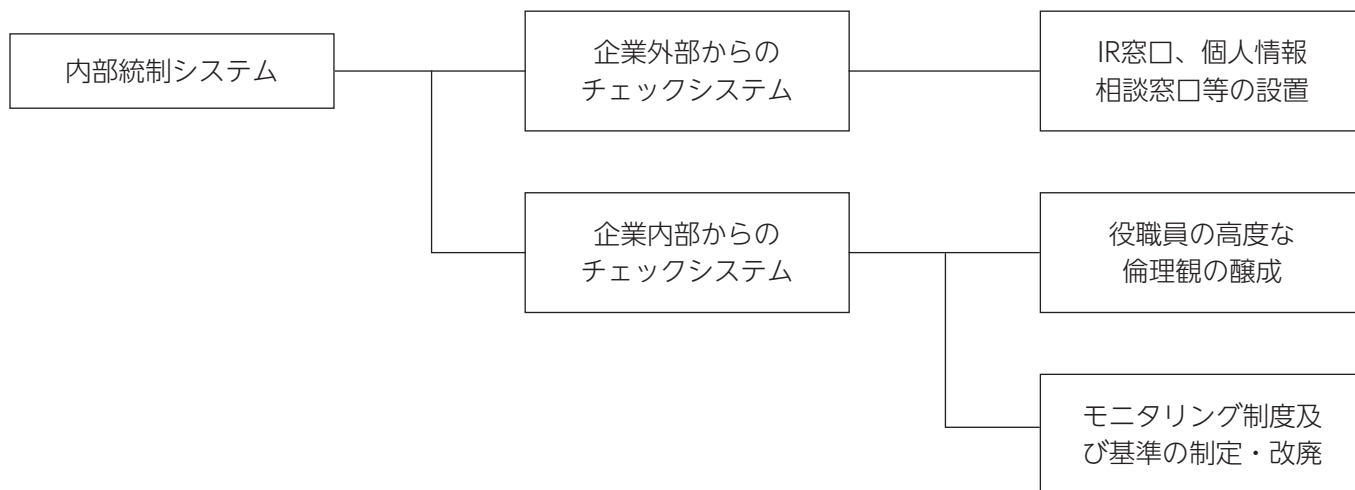 内部統制システム
企業外部からの
チェックシステム
IR窓口、個人情報
相談窓口等の設置
企業内部からの
チェックシステム
役職員の高度な
倫理観の醸成
モニタリング制度及
び基準の制定・改廃